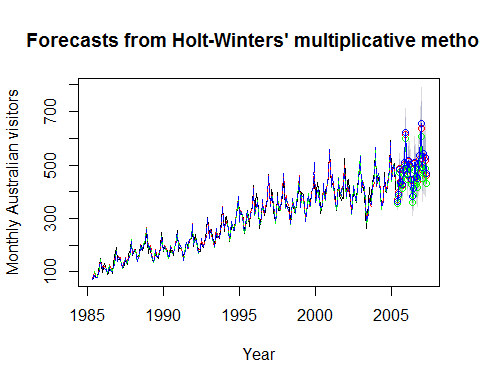 Forecasts from Holt-Winters' multiplicative metho
Monthly Australian visitors
700
500
300
100
1985 1990 1995 2000 2005
Year